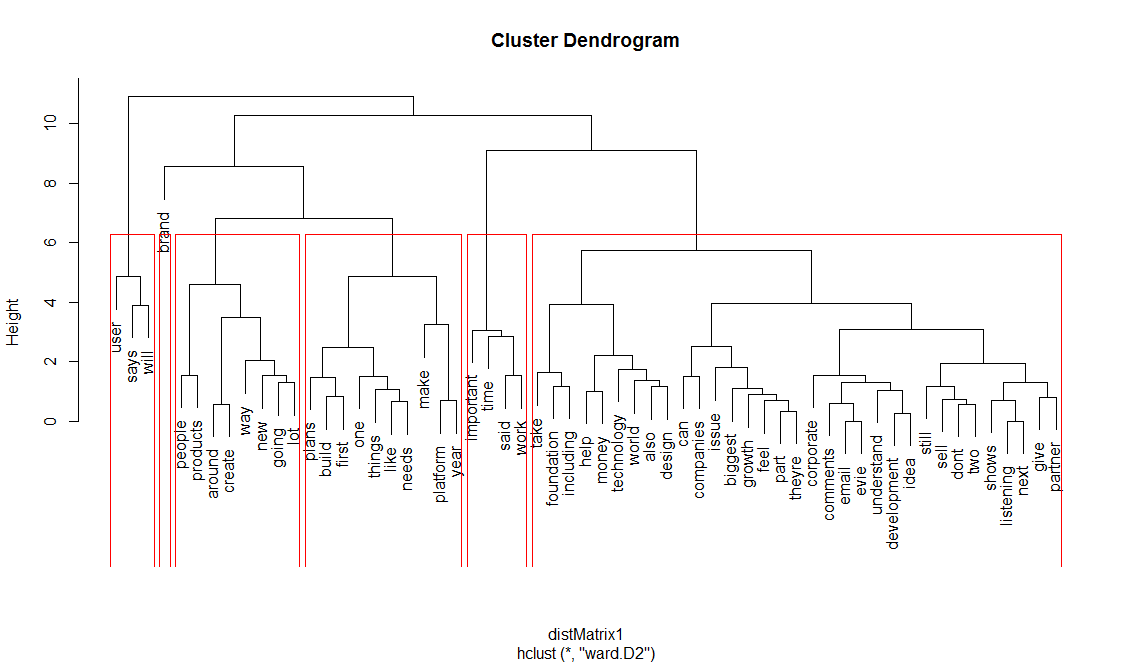 Cluster Dendrogram
Height
0
2
4
6
8
10
user
says
will
brand
people
products
around
create
way
new
going
lot
plans
build
first
one
things
like
needs
make
platform
year
important
time
said
work
take
foundation
including
help
money
technology
world
also
design
can
companies
issue
biggest
growth
feel
part
theyre
corporate
comments
email
evie
understand
development
idea
still
sell
dont
two
shows
listening
next
give
partner
distMatrix1
hclust (*, "ward.D2")